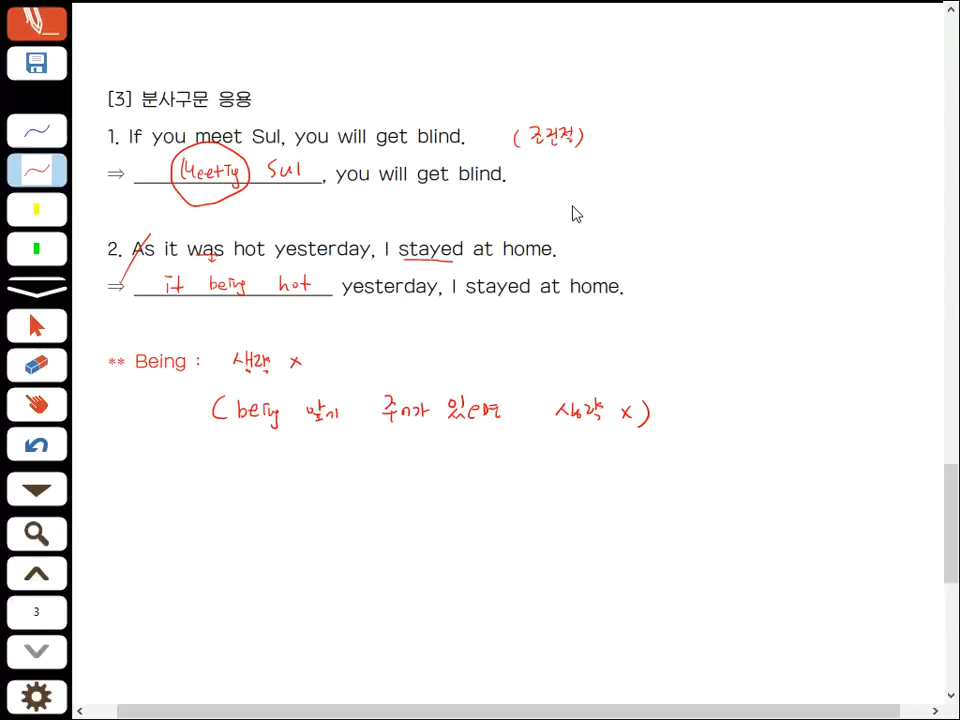 [3] 분사구문 응용
1. If you meet Sul, you will get blind. (조건적)
⇒ Meeting Sul, you will get blind.
2. As it was hot yesterday, I stayed at home.
⇒ it being hot yesterday, I stayed at home.
** Being : 생략 x
(being 앞에 주어가 있으면 생략 x)
3